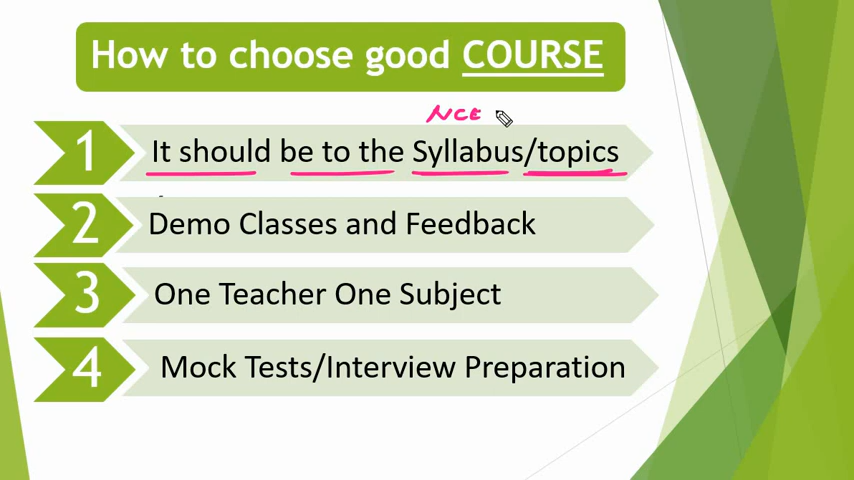 How to choose good COURSE
NCE
1 It should be to the Syllabus/topics
2 Demo Classes and Feedback
3 One Teacher One Subject
4 Mock Tests/Interview Preparation